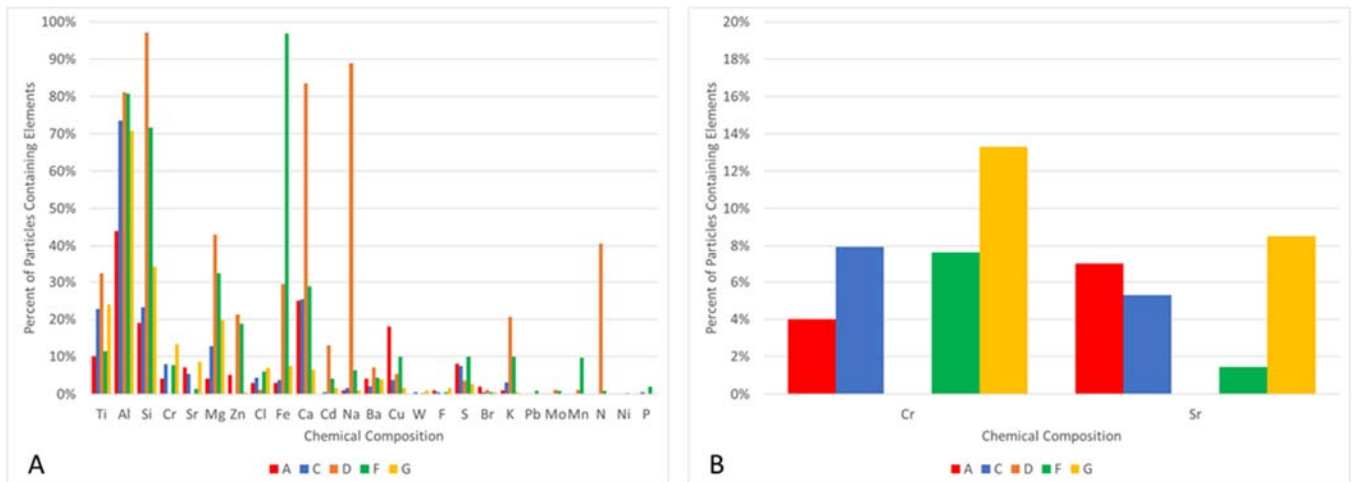 100%
90%
80%
70%
60%
50%
40%
30%
20%
10%
0%
Percent of Particles Containing Elements
Ti Al Si Cr Sr Mg Zn Cl Fe Ca Cd Na Ba Cu W F S Br K Pb Mo Mn N Ni P
Chemical Composition
A
A C D F G
20%
18%
16%
14%
12%
10%
8%
6%
4%
2%
0%
Percent of Particles Containing Elements
Cr Sr
Chemical Composition
B
A C D F G